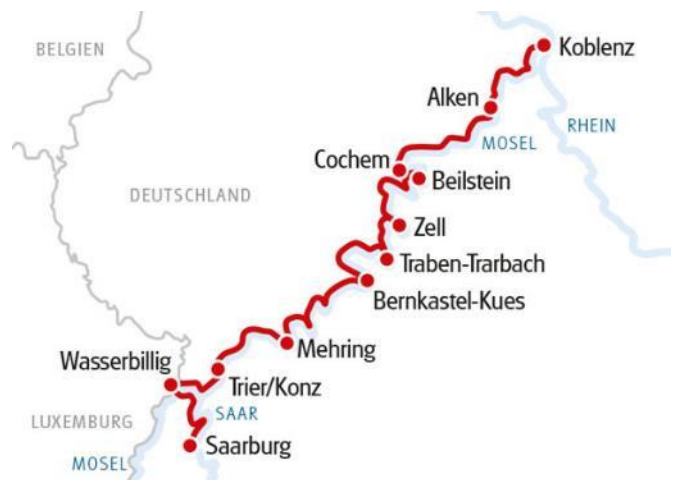 BELGIEN
Koblenz
Alken
RHEIN
MOSEL
Cochem
Beilstein
DEUTSCHLAND
Zell
Traben-Trarbach
Bernkastel-Kues
Mehring
Wasserbillig
Trier/Konz
LUXEMBURG
SAAR
Saarburg
MOSEL